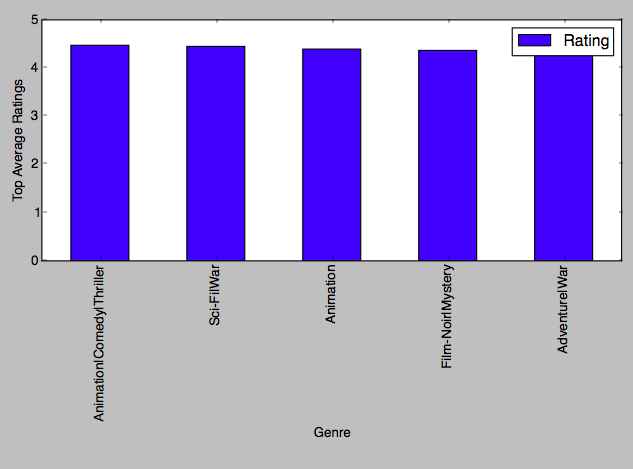 5
4
3
2
1
0
Top Average Ratings
Rating
Animation|Comedy|Thriller
Sci-Fi|War
Animation
Film-Noir|Mystery
Adventure|War
Genre